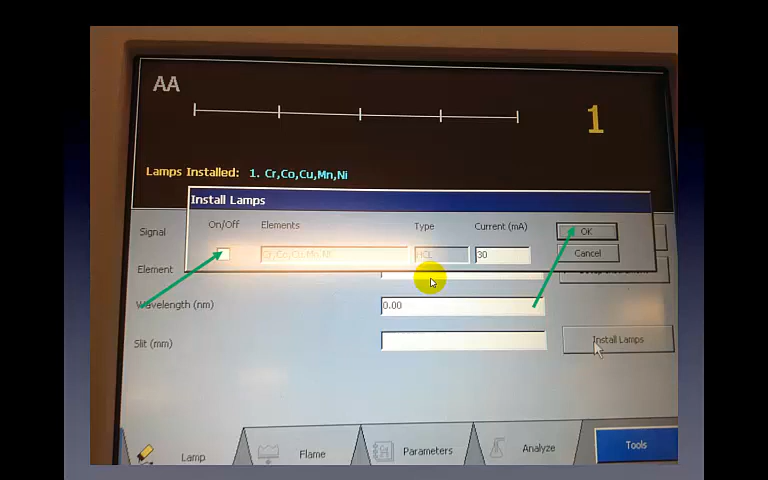 AA
1
Lamps Installed: 1. Cr,Co,Cu,Mn,Ni
Install Lamps
On/Off Elements Type Current (mA)
Cr,Co,Cu,Mn,Ni HCL 30
OK
Cancel
Signal
Element
Wavelength (nm) 0.00
Slit (mm)
Install Lamps
Lamp Flame Parameters Analyze Tools